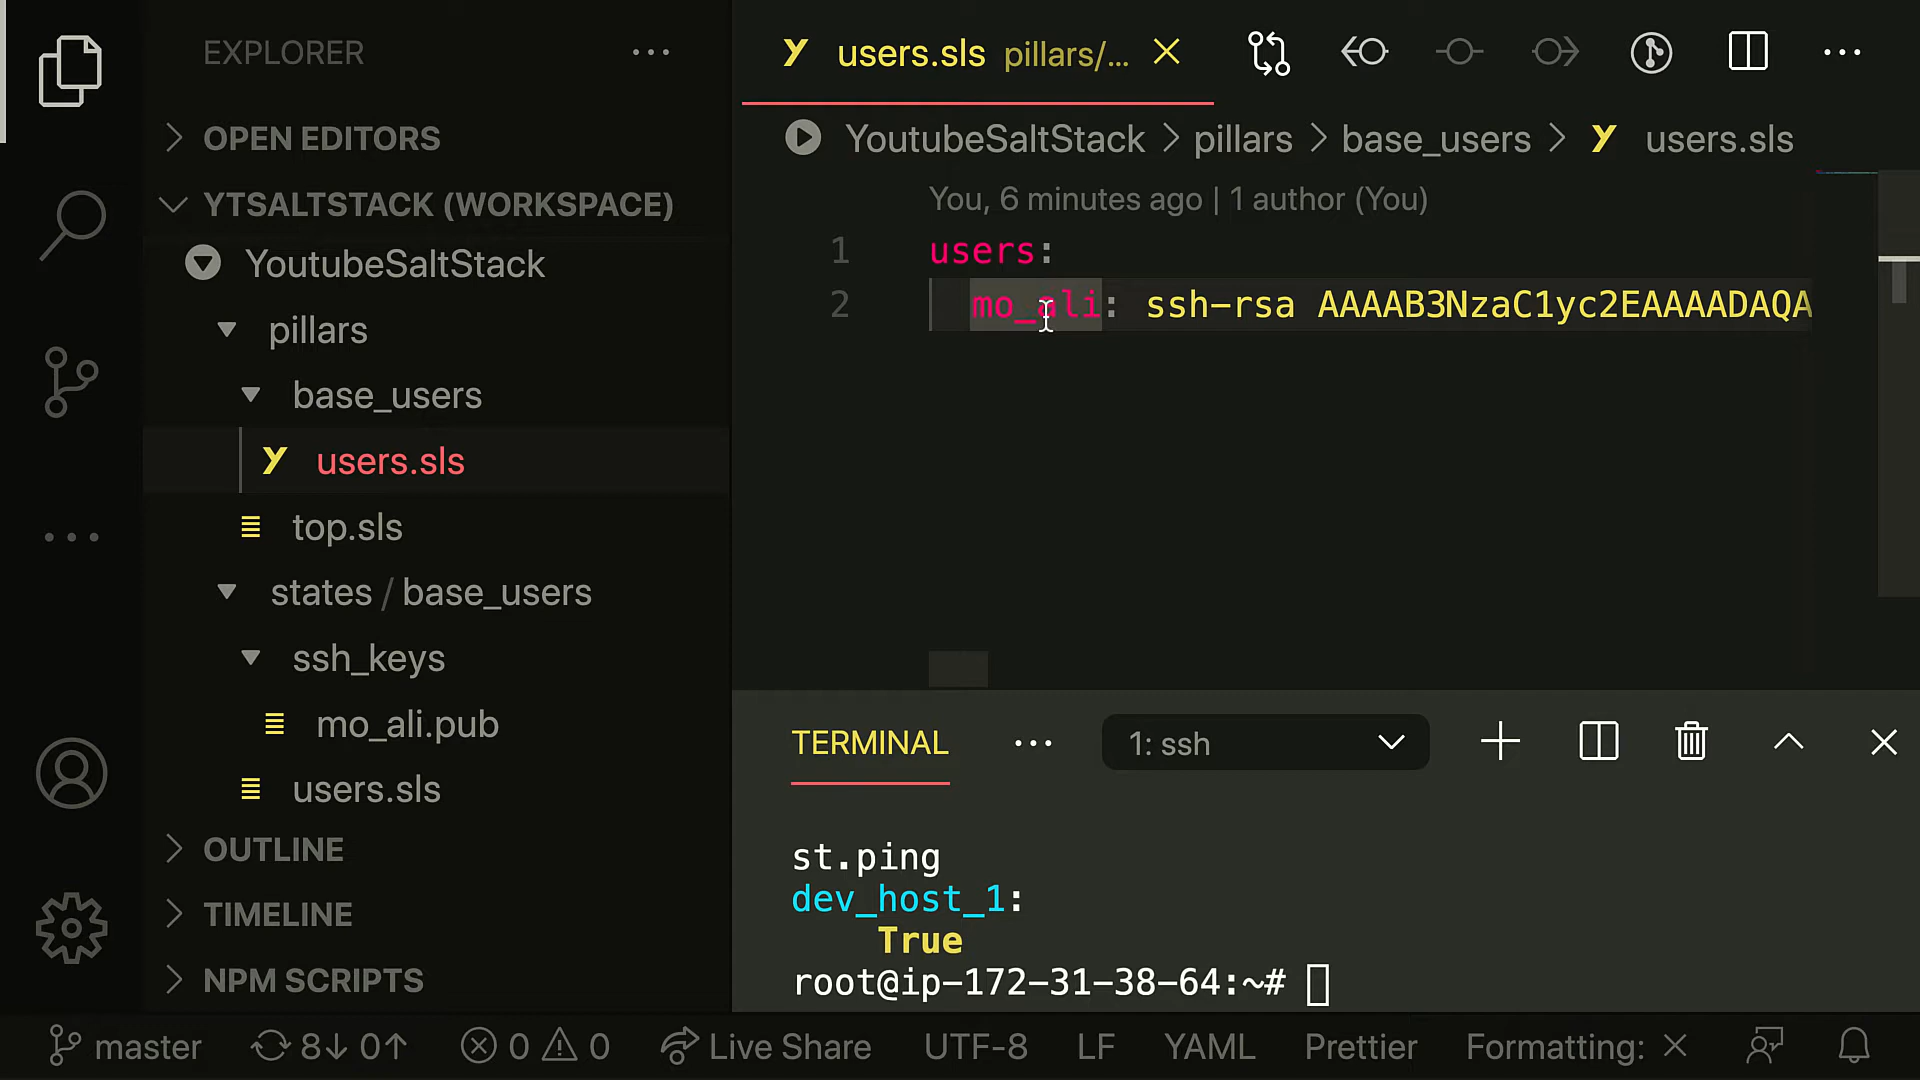 EXPLORER
OPEN EDITORS
YTSALTSTACK (WORKSPACE)
YoutubeSaltStack
pillars
base_users
users.sls
top.sls
states / base_users
ssh_keys
mo_ali.pub
users.sls
OUTLINE
TIMELINE
NPM SCRIPTS
users.sls pillars/...
YoutubeSaltStack > pillars > base_users > users.sls
You, 6 minutes ago | 1 author (You)
1 users:
2 mo_ali: ssh-rsa AAAAB3NzaC1yc2EAAAADAQA
TERMINAL
1: ssh
st.ping
dev_host_1:
True
root@ip-172-31-38-64:~#
master 8↓ 0↑ 0 0 Live Share UTF-8 LF YAML Prettier Formatting: ×